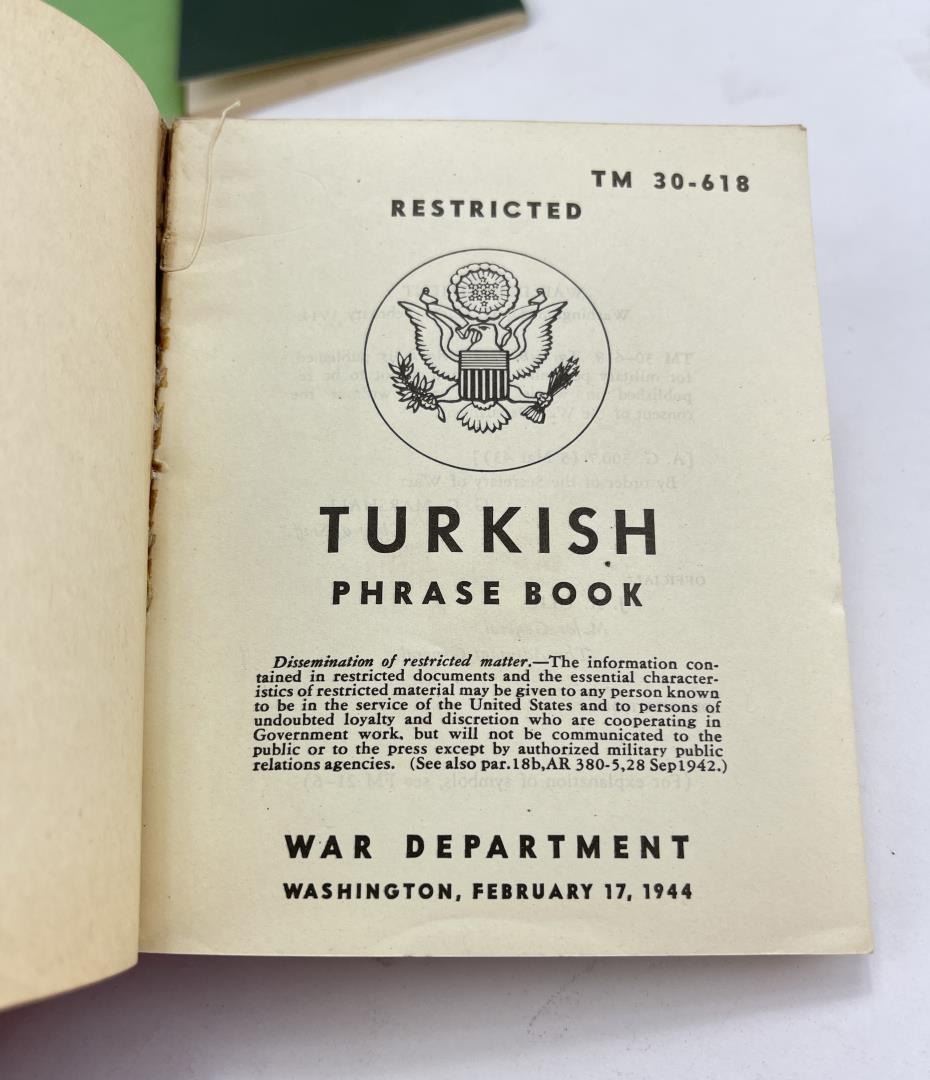 TM 30-618
RESTRICTED
TURKISH
PHRASE BOOK
Dissemination of restricted matter.—The information con-
tained in restricted documents and the essential character-
istics of restricted material may be given to any person known
to be in the service of the United States and to persons of
undoubted loyalty and discretion who are cooperating in
Government work, but will not be communicated to the
public or to the press except by authorized military public
relations agencies. (See also par.18b,AR 380-5,28 Sep1942.)
WAR DEPARTMENT
WASHINGTON, FEBRUARY 17, 1944